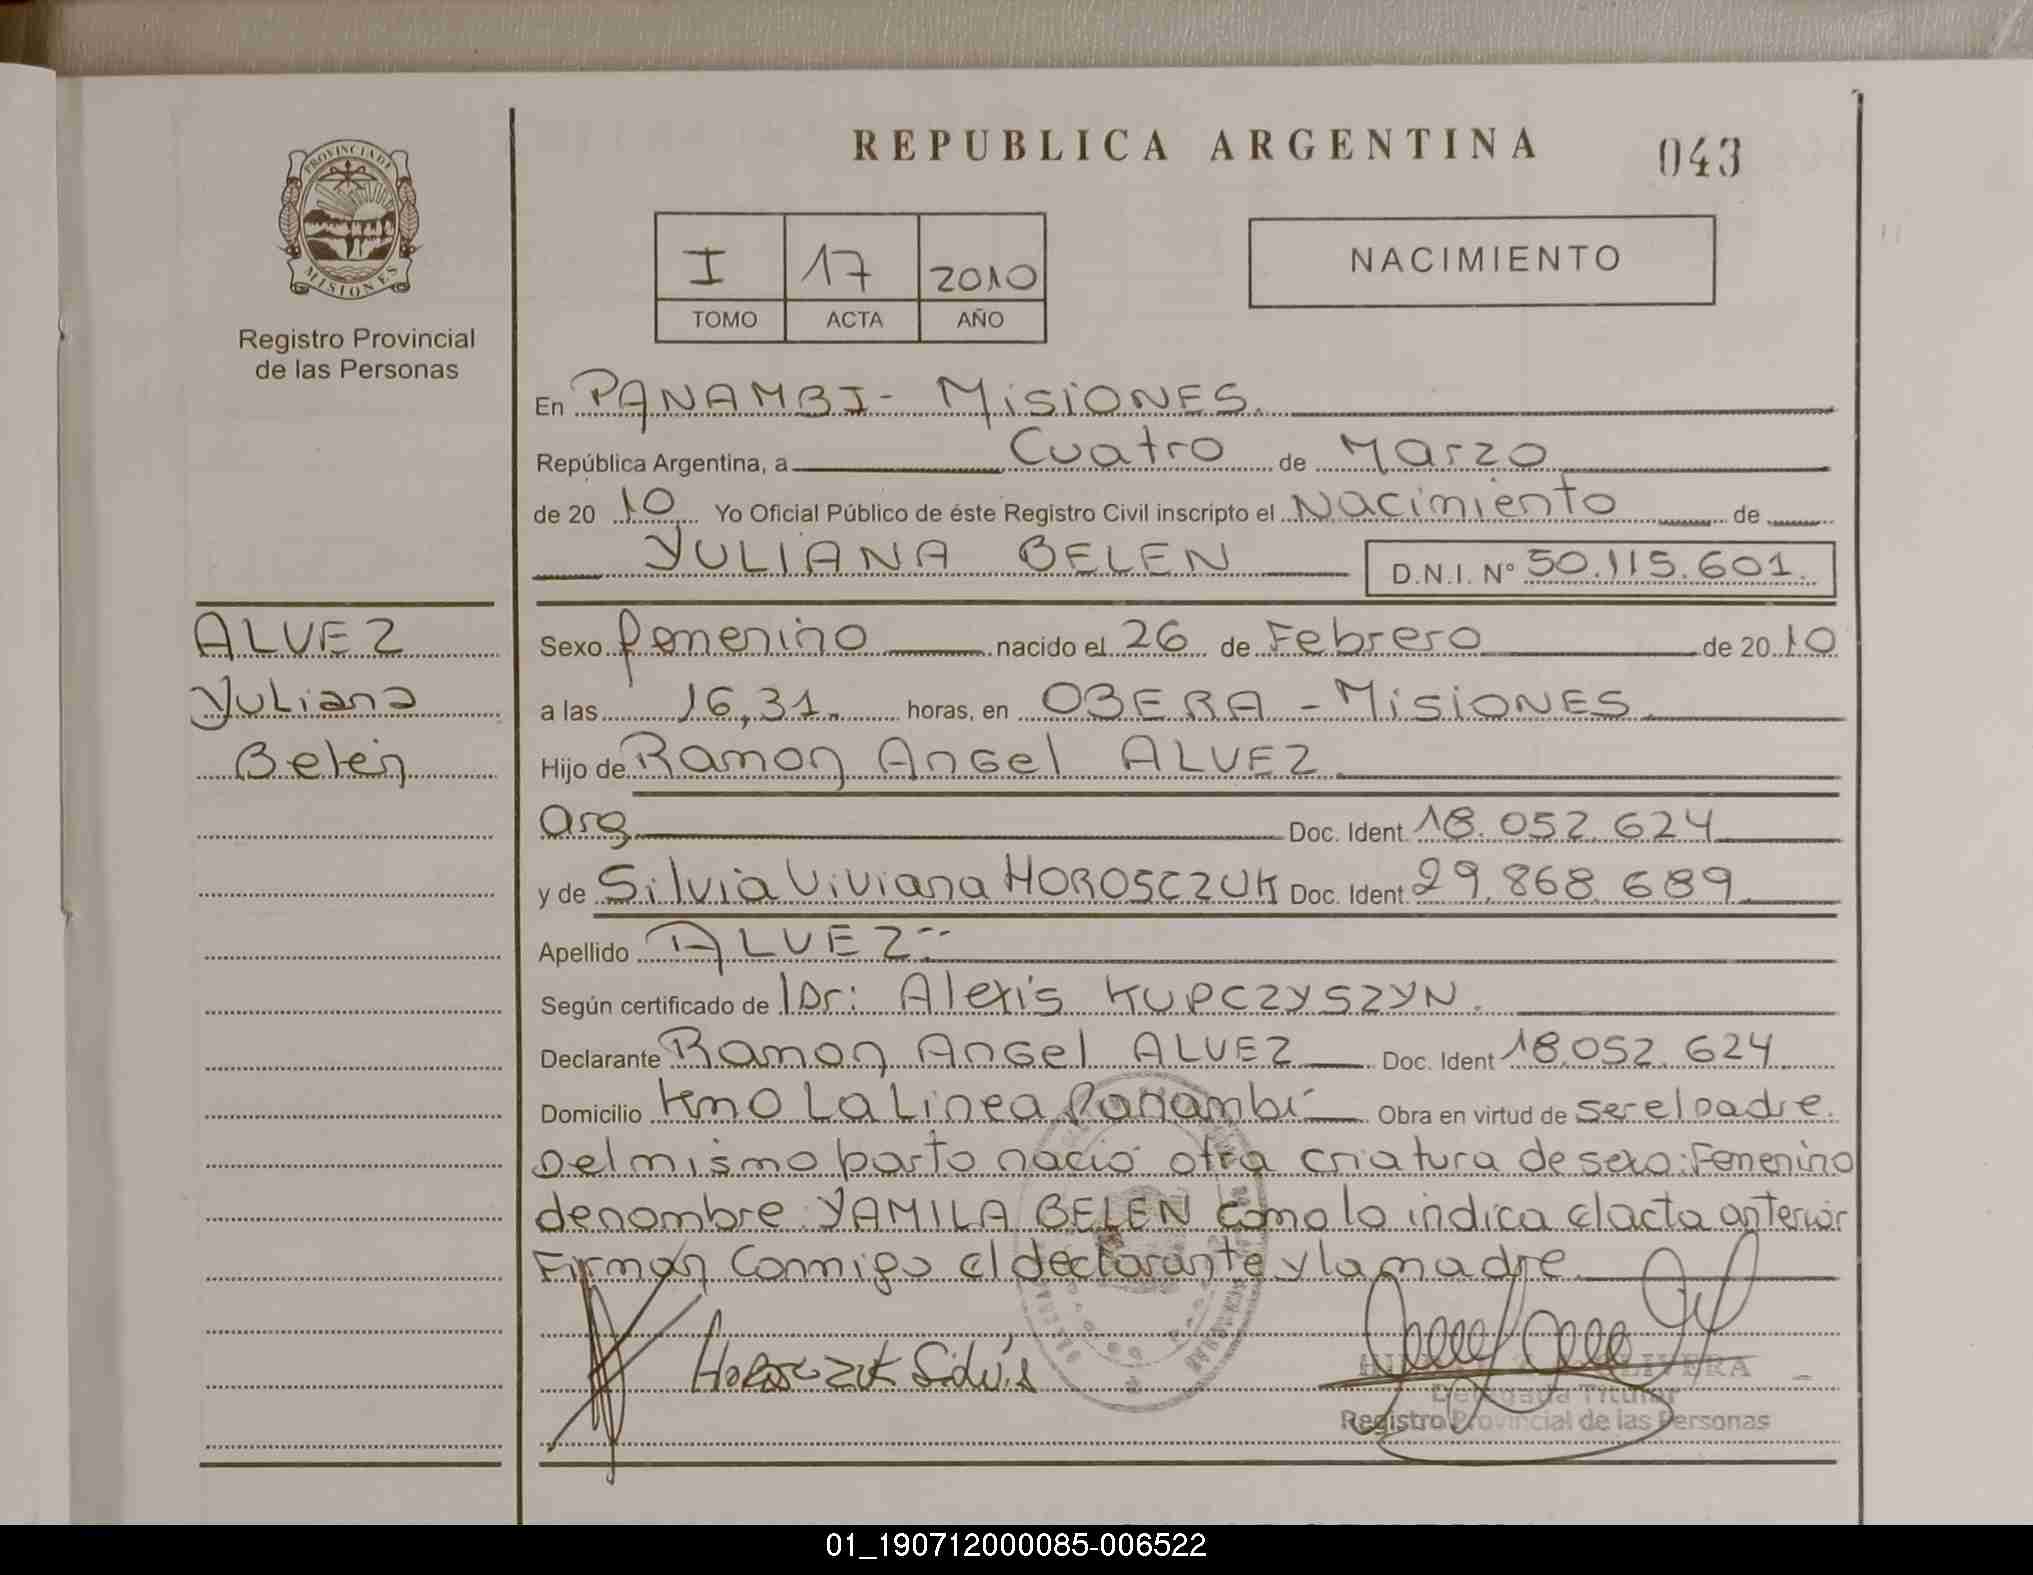 REPUBLICA ARGENTINA
043
PROVINCIA DE
MISIONES
Registro Provincial
de las Personas
I 17 2010
TOMO ACTA AÑO
NACIMIENTO
En PANAMBI - MISIONES.
República Argentina, a Cuatro de Marzo
de 20 10 Yo Oficial Público de éste Registro Civil inscripto el Nacimiento de
YULIANA BELEN D.N.I. N° 50.115.601.
ALVEZ
Yuliana
Belén
Sexo femenino nacido el 26 de Febrero de 20 10
a las 16,31. horas, en OBERA - MISIONES.
Hijo de Ramon Angel ALVEZ
arg Doc. Ident. 18.052.624
y de Silvia Viviana HOROSCZUK Doc. Ident. 29.868.689
Apellido ALVEZ
Según certificado de Dr: Alexis KUPCZYSZYN.
Declarante Ramon Angel ALVEZ Doc. Ident 18.052.624
Domicilio Km 0 La Linea Panambí Obra en virtud de ser el padre.
Del mismo parto nació otra criatura de sexo: Femenino
de nombre YAMILA BELEN como lo indica el acta anterior
Firman Conmigo el declarante y la madre
HOROSCZUK Silvia
Delegada Titular
Registro Provincial de las Personas
01_190712000085-006522